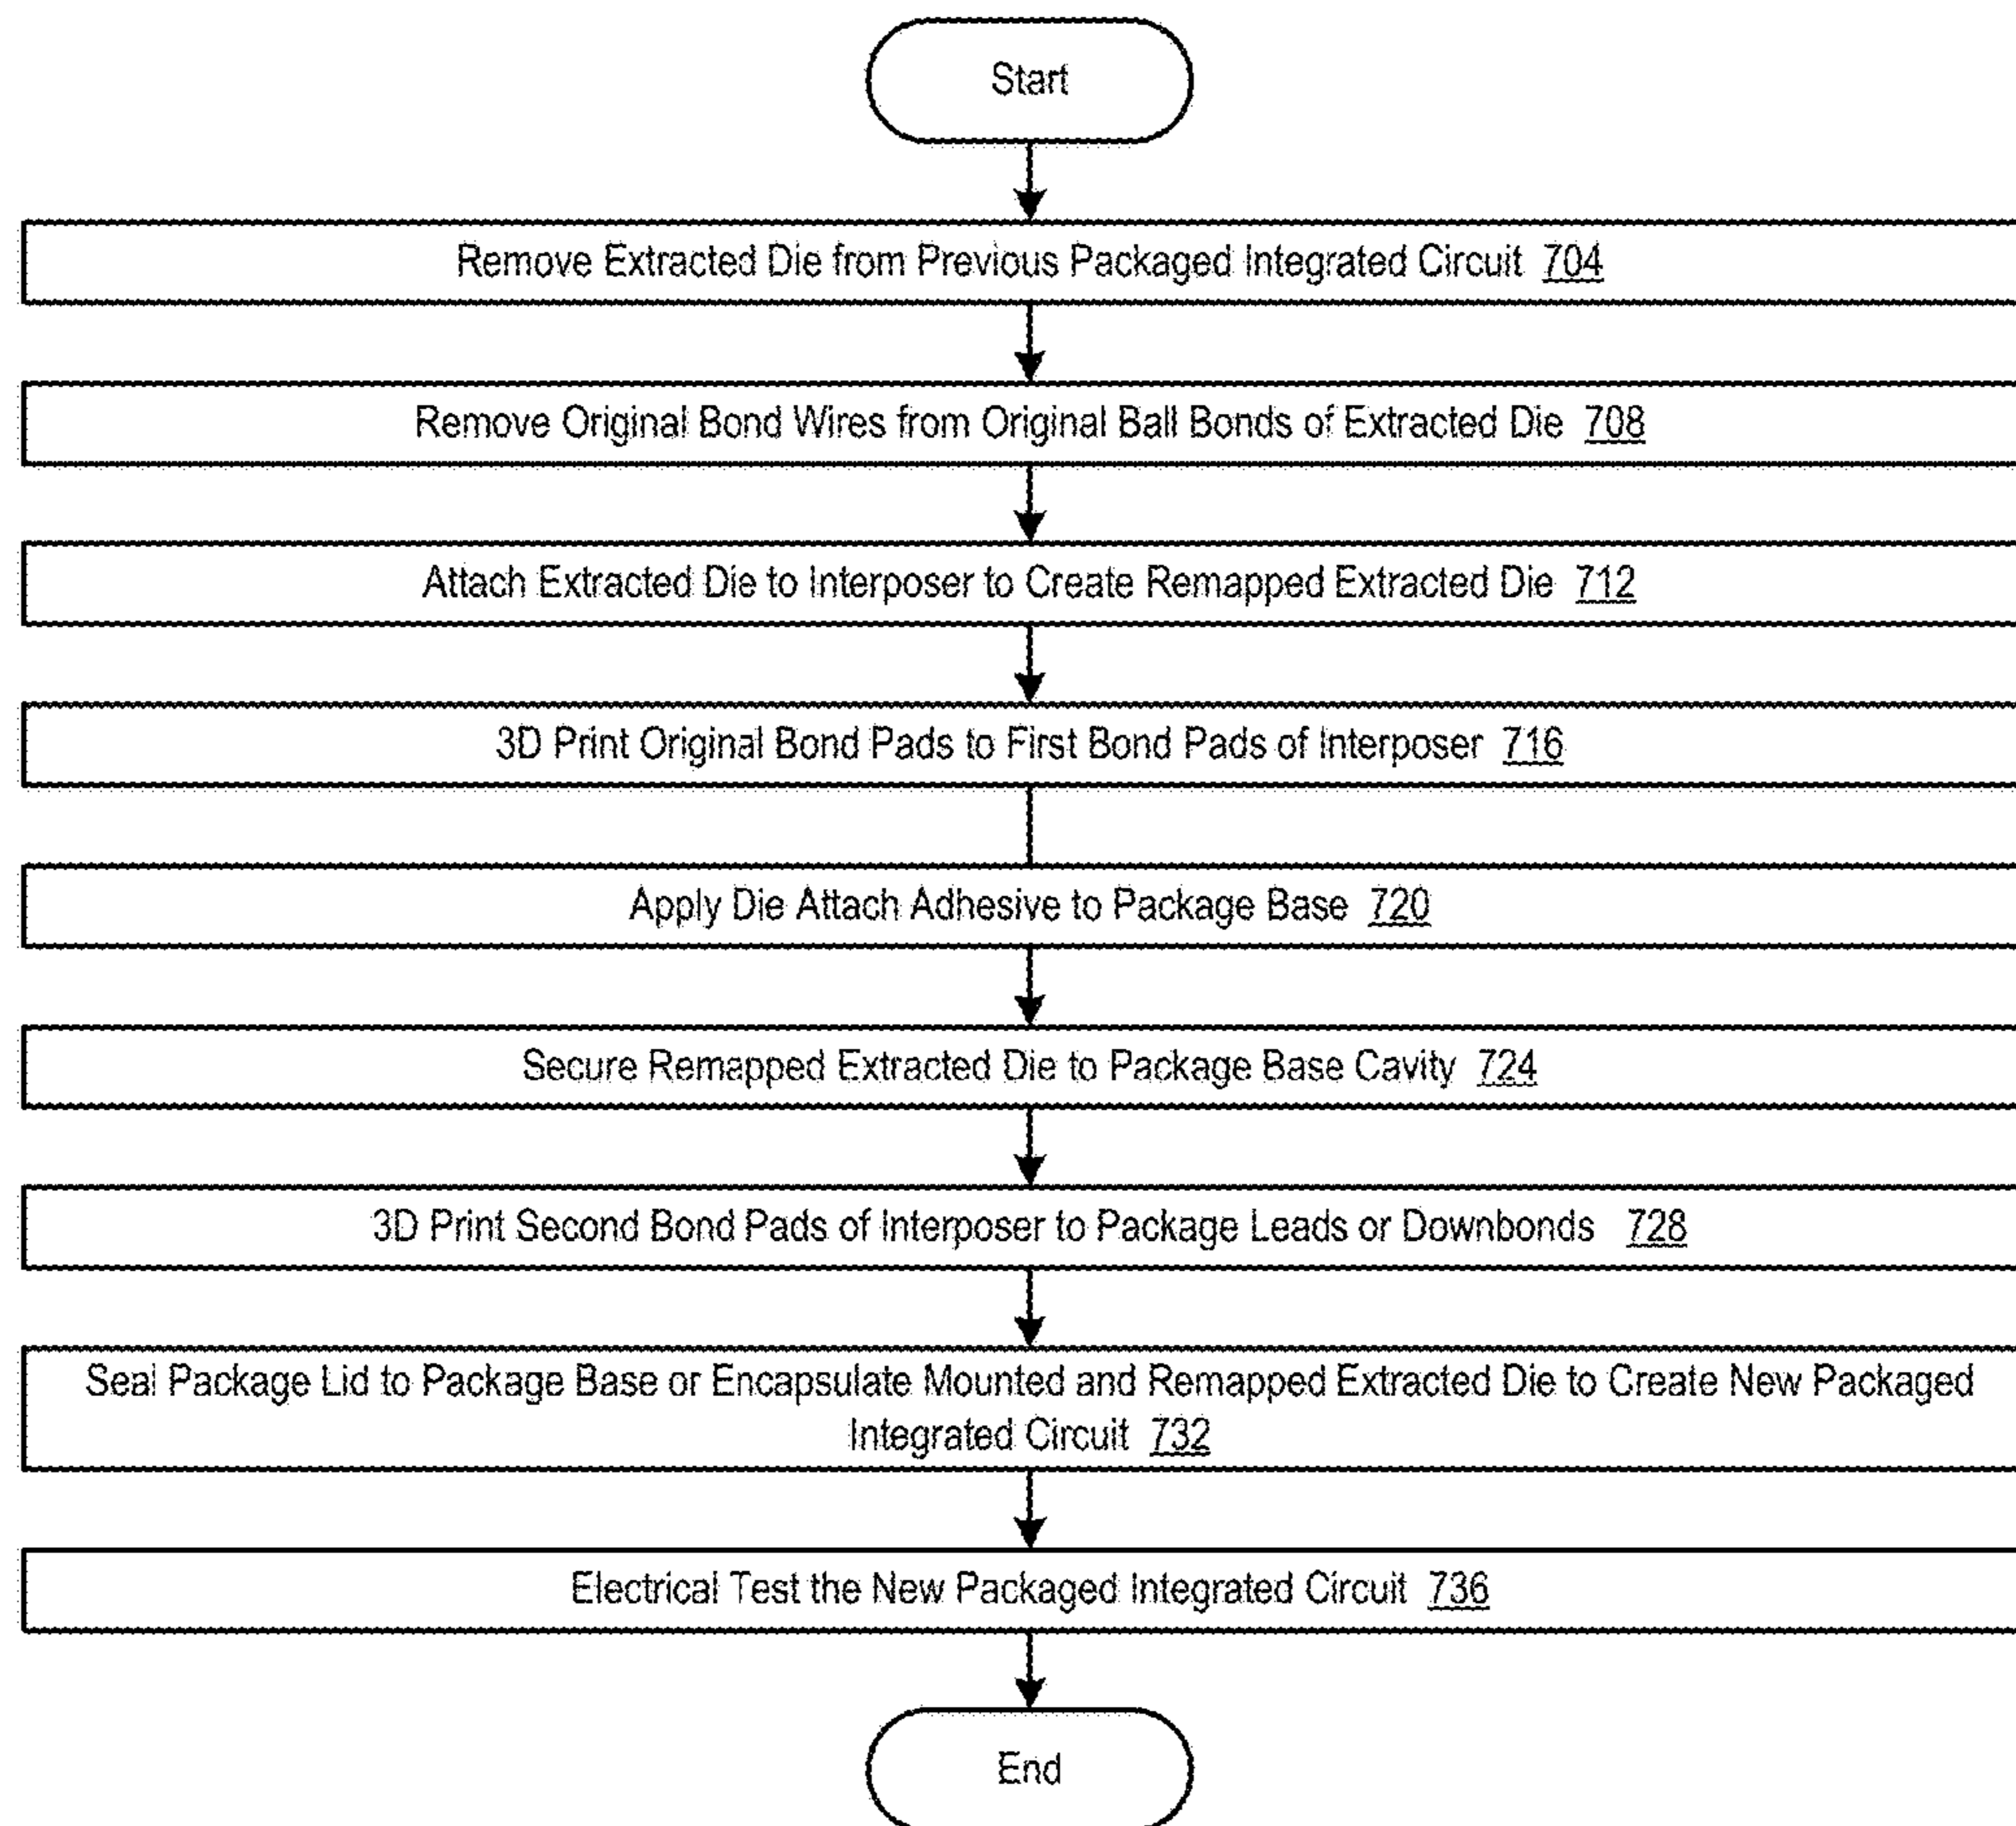 Start
Remove Extracted Die from Previous Packaged Integrated Circuit 704
Remove Original Bond Wires from Original Ball Bonds of Extracted Die 708
Attach Extracted Die to Interposer to Create Remapped Extracted Die 712
3D Print Original Bond Pads to First Bond Pads of Interposer 716
Apply Die Attach Adhesive to Package Base 720
Secure Remapped Extracted Die to Package Base Cavity 724
3D Print Second Bond Pads of Interposer to Package Leads or Downbonds 728
Seal Package Lid to Package Base or Encapsulate Mounted and Remapped Extracted Die to Create New Packaged
Integrated Circuit 732
Electrical Test the New Packaged Integrated Circuit 736
End